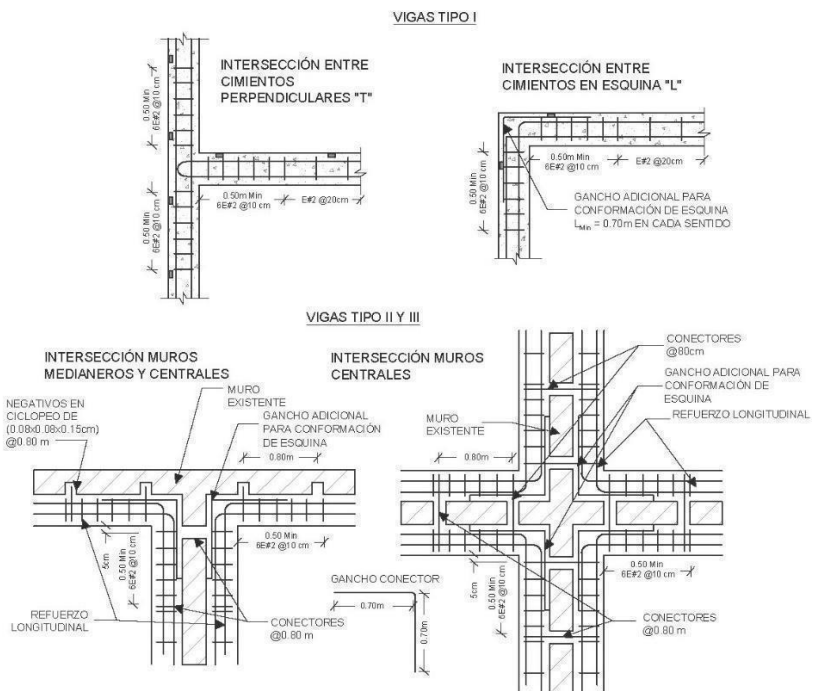 VIGAS TIPO I
INTERSECCIÓN ENTRE
CIMIENTOS
PERPENDICULARES "T"
0.50 Min
6E#2 @10 cm
0.50 Min
6E#2 @10 cm
0.50m Min
6E#2 @10 cm
E#2 @20cm
INTERSECCIÓN ENTRE
CIMIENTOS EN ESQUINA "L"
0.50 Min
6E#2 @10 cm
0.50m Min
6E#2 @10 cm
E#2 @20cm
GANCHO ADICIONAL PARA
CONFORMACIÓN DE ESQUINA
LMin = 0.70m EN CADA SENTIDO
VIGAS TIPO II Y III
INTERSECCIÓN MUROS
MEDIANEROS Y CENTRALES
NEGATIVOS EN
CICLOPEO DE
(0.08x0.08x0.15cm)
@0.80 m
MURO
EXISTENTE
GANCHO ADICIONAL
PARA CONFORMACIÓN
DE ESQUINA
0.80m
5cm
0.50 Min
6E#2 @10 cm
0.50 Min
6E#2 @10 cm
REFUERZO
LONGITUDINAL
CONECTORES
@0.80 m
GANCHO CONECTOR
0.70m
0.70m
INTERSECCIÓN MUROS
CENTRALES
CONECTORES
@80cm
GANCHO ADICIONAL PARA
CONFORMACIÓN DE
ESQUINA
REFUERZO LONGITUDINAL
MURO
EXISTENTE
0.80m
5cm
0.50 Min
6E#2 @10 cm
0.50 Min
6E#2 @10 cm
CONECTORES
@0.80 m